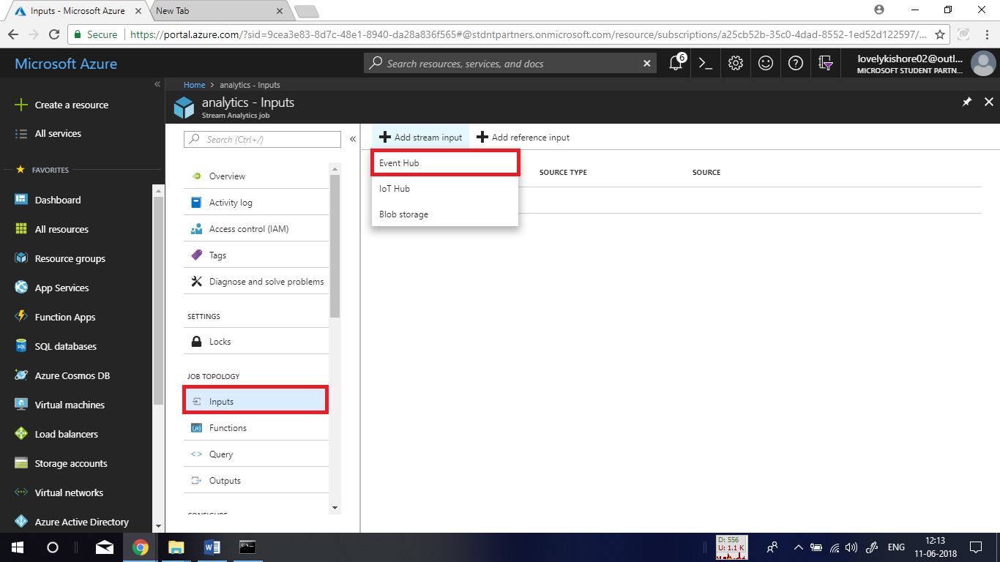 Inputs - Microsoft Azure
New Tab
Secure
https://portal.azure.com/?sid=9cea3e83-8d7c-48e1-8940-da28a836f565#@stdntpartners.onmicrosoft.com/resource/subscriptions/a25cb52b-35c0-4dad-8552-1ed52d122597/...
Microsoft Azure
Search resources, services, and docs
6
lovelykishore02@outl...
MICROSOFT STUDENT PARTN...
Create a resource
All services
FAVORITES
Dashboard
All resources
Resource groups
App Services
Function Apps
SQL
SQL databases
Azure Cosmos DB
Virtual machines
Load balancers
Storage accounts
Virtual networks
Azure Active Directory
Home > analytics - Inputs
analytics - Inputs
Stream Analytics job
Search (Ctrl+/)
Overview
Activity log
Access control (IAM)
Tags
Diagnose and solve problems
SETTINGS
Locks
JOB TOPOLOGY
Inputs
Functions
Query
Outputs
CONFIGURE
Add stream input
Add reference input
Event Hub
IoT Hub
Blob storage
SOURCE TYPE
SOURCE
D: 556
U: 1.1 K
ENG
12:13
11-06-2018